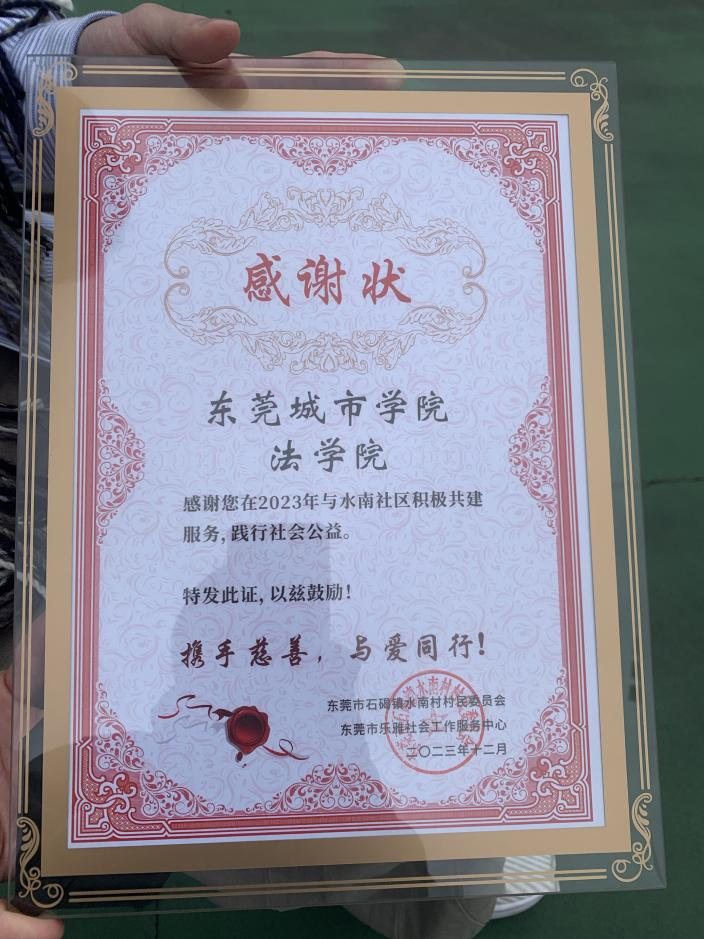 感谢状
东莞城市学院
法学院
感谢您在2023年与水南社区积极共建
服务,践行社会公益。
特发此证,以兹鼓励!
携手慈善,与爱同行!
东莞市石碣镇水南村村民委员会
东莞市乐雅社会工作服务中心
二〇二三年十二月